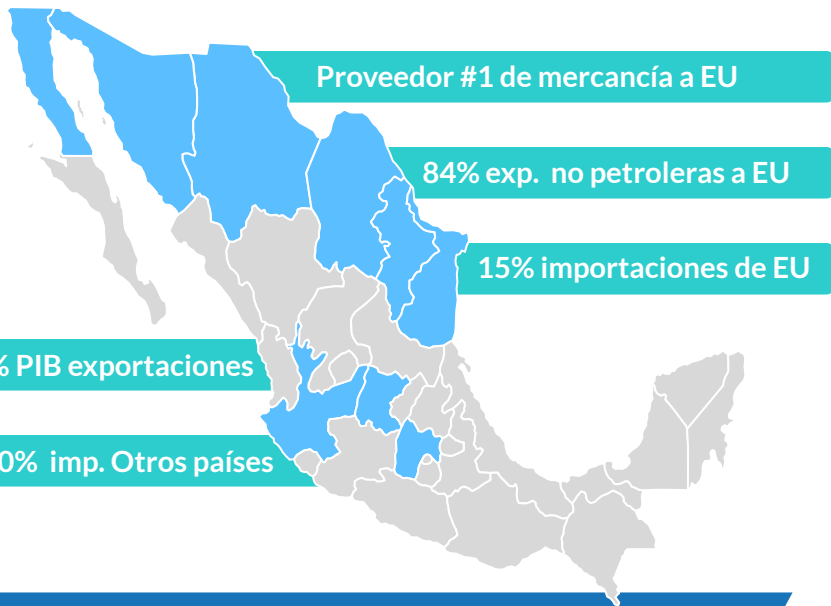 Proveedor #1 de mercancía a EU
84% exp. no petroleras a EU
15% importaciones de EU
% PIB exportaciones
0% imp. Otros países